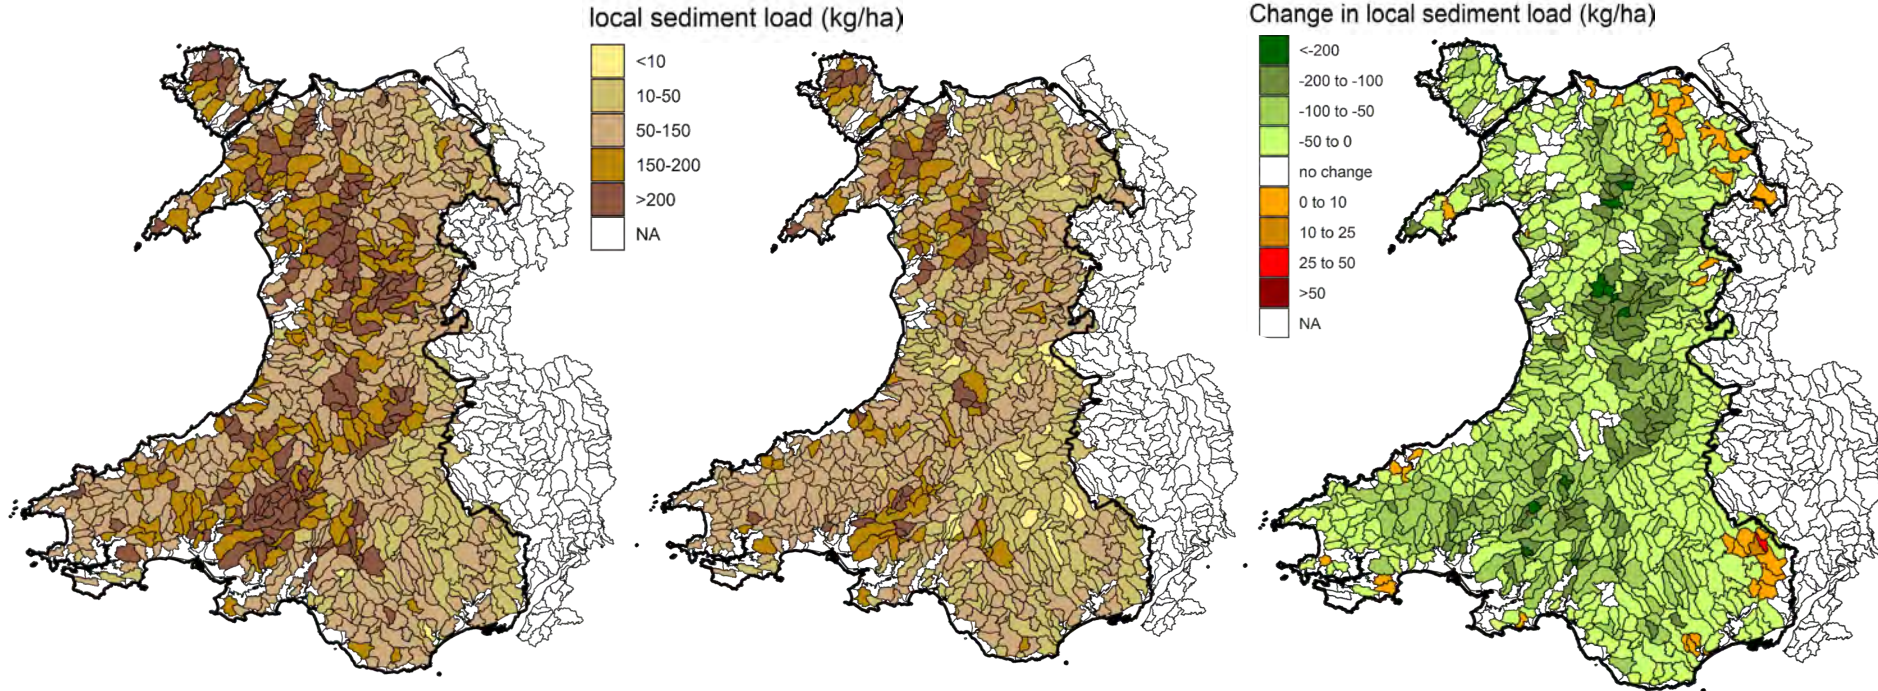 local sediment load (kg/ha)
<10
10-50
50-150
150-200
>200
NA
Change in local sediment load (kg/ha)
<-200
-200 to -100
-100 to -50
-50 to 0
no change
0 to 10
10 to 25
25 to 50
>50
NA